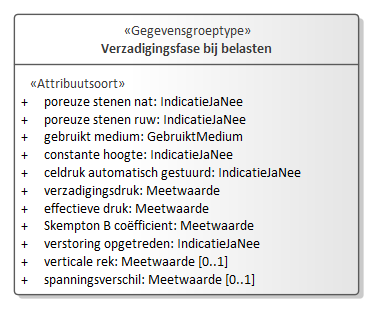 «Gegevensgroeptype»
Verzadigingsfase bij belasten
«Attribuutsoort»
+ poreuze stenen nat: IndicatieJaNee
+ poreuze stenen ruw: IndicatieJaNee
+ gebruikt medium: GebruiktMedium
+ constante hoogte: IndicatieJaNee
+ celdruk automatisch gestuurd: IndicatieJaNee
+ verzadigingsdruk: Meetwaarde
+ effectieve druk: Meetwaarde
+ Skempton B coëfficient: Meetwaarde
+ verstoring opgetreden: IndicatieJaNee
+ verticale rek: Meetwaarde [0..1]
+ spanningsverschil: Meetwaarde [0..1]